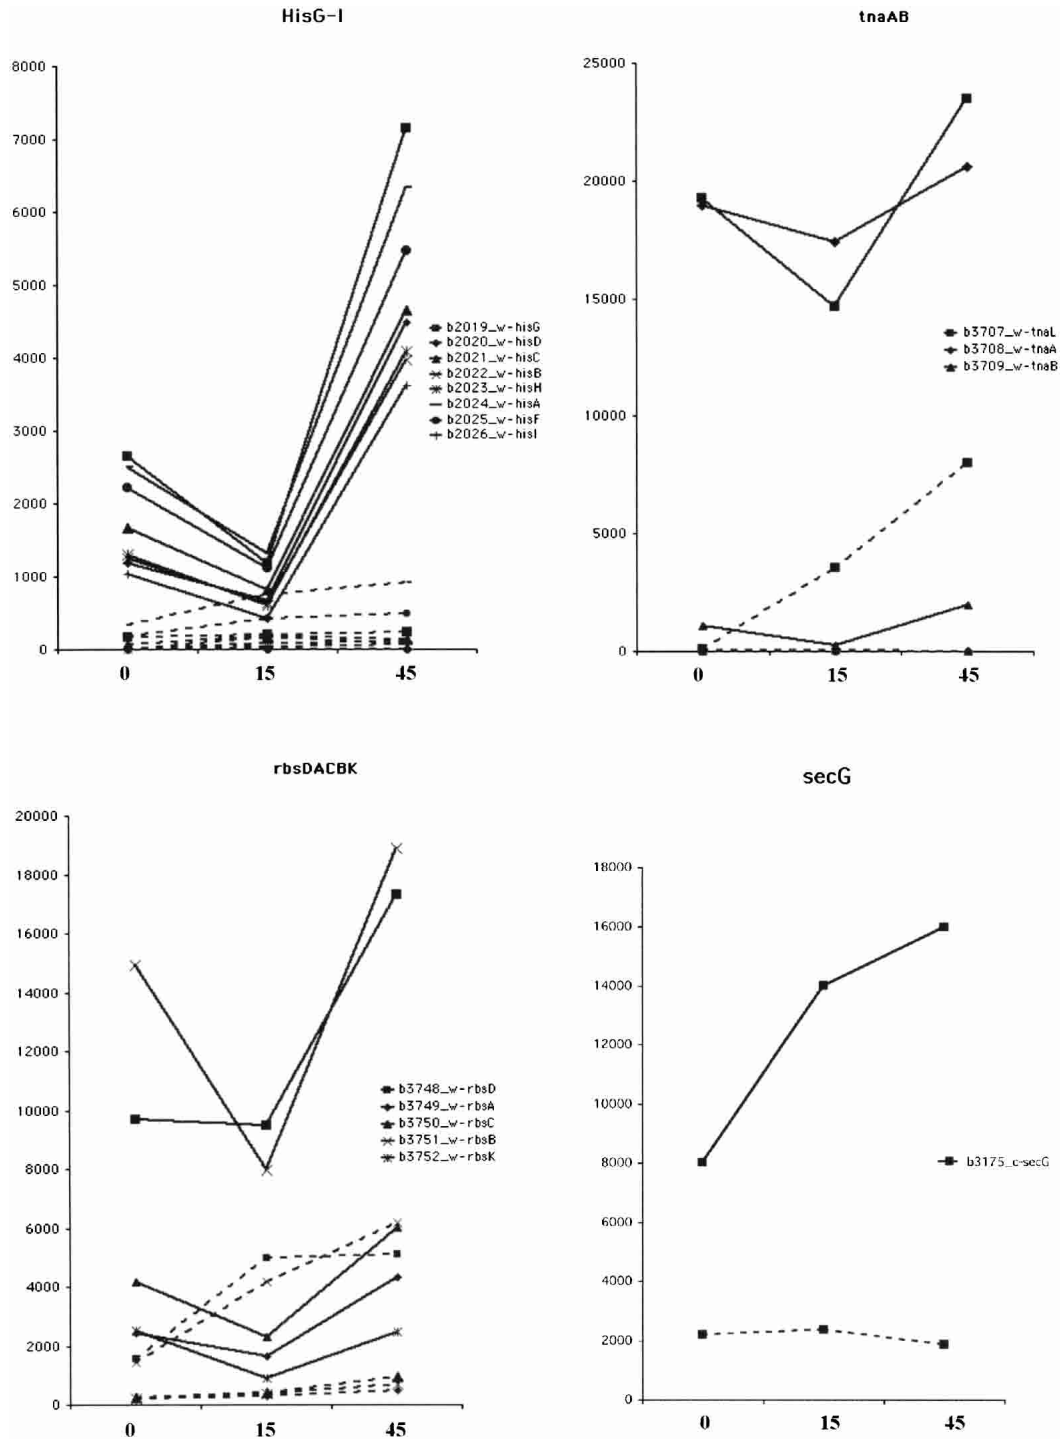 HisG-I
8000
7000
6000
5000
4000
3000
2000
1000
0
0 15 45
b2019_w-hisG
b2020_w-hisD
b2021_w-hisC
b2022_w-hisB
b2023_w-hisH
b2024_w-hisA
b2025_w-hisF
b2026_w-hisI
tnaAB
25000
20000
15000
10000
5000
0
0 15 45
b3707_w-tnaL
b3708_w-tnaA
b3709_w-tnaB
rbsDACBK
20000
18000
16000
14000
12000
10000
8000
6000
4000
2000
0
0 15 45
b3748_w-rbsD
b3749_w-rbsA
b3750_w-rbsC
b3751_w-rbsB
b3752_w-rbsK
secG
18000
16000
14000
12000
10000
8000
6000
4000
2000
0
0 15 45
b3175_c-secG